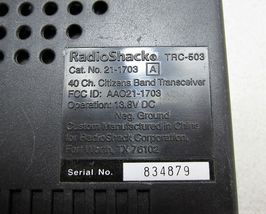 RadioShack® TRC-503
Cat. No. 21-1703 A
40 Ch. Citizens Band Transceiver
FCC ID: AAO21-1703
Operation: 13.8V DC
Neg. Ground
Custom Manufactured in China
for RadioShack Corporation,
Fort Worth, TX 76102
Serial No. 834879